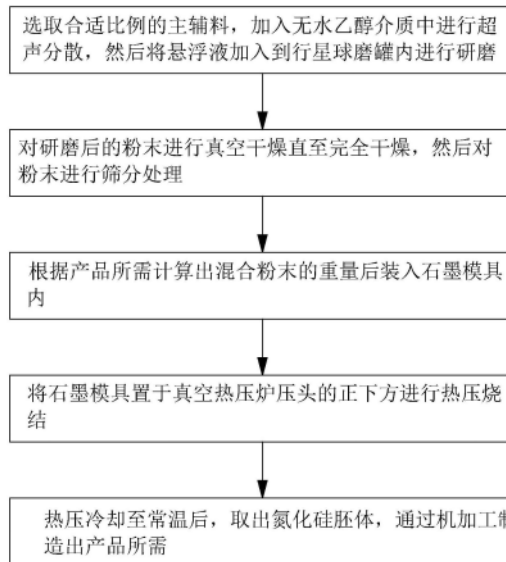 选取合适比例的主辅料，加入无水乙醇介质中进行超
声分散，然后将悬浮液加入到行星球磨罐内进行研磨
对研磨后的粉末进行真空干燥直至完全干燥，然后对
粉末进行筛分处理
根据产品所需计算出混合粉末的重量后装入石墨模具
内
将石墨模具置于真空热压炉压头的正下方进行热压烧
结
热压冷却至常温后，取出氮化硅胚体，通过机加工制
造出产品所需